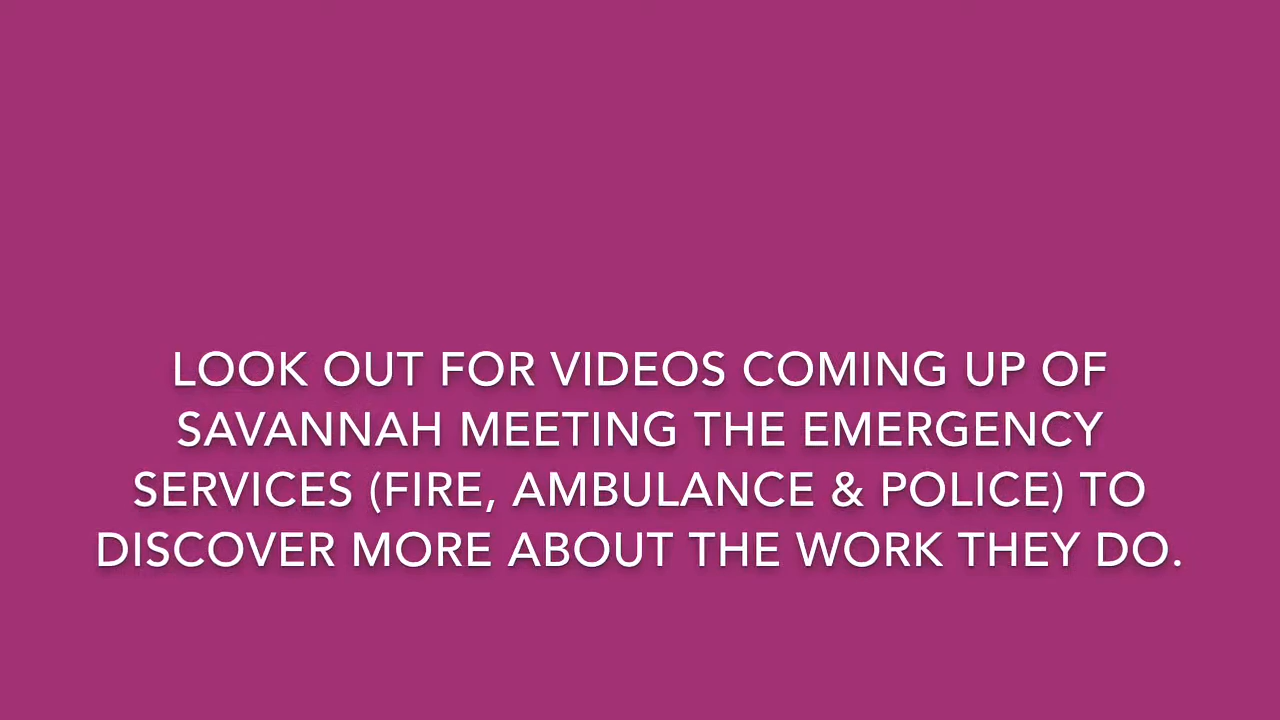 LOOK OUT FOR VIDEOS COMING UP OF
SAVANNAH MEETING THE EMERGENCY
SERVICES (FIRE, AMBULANCE & POLICE) TO
DISCOVER MORE ABOUT THE WORK THEY DO.